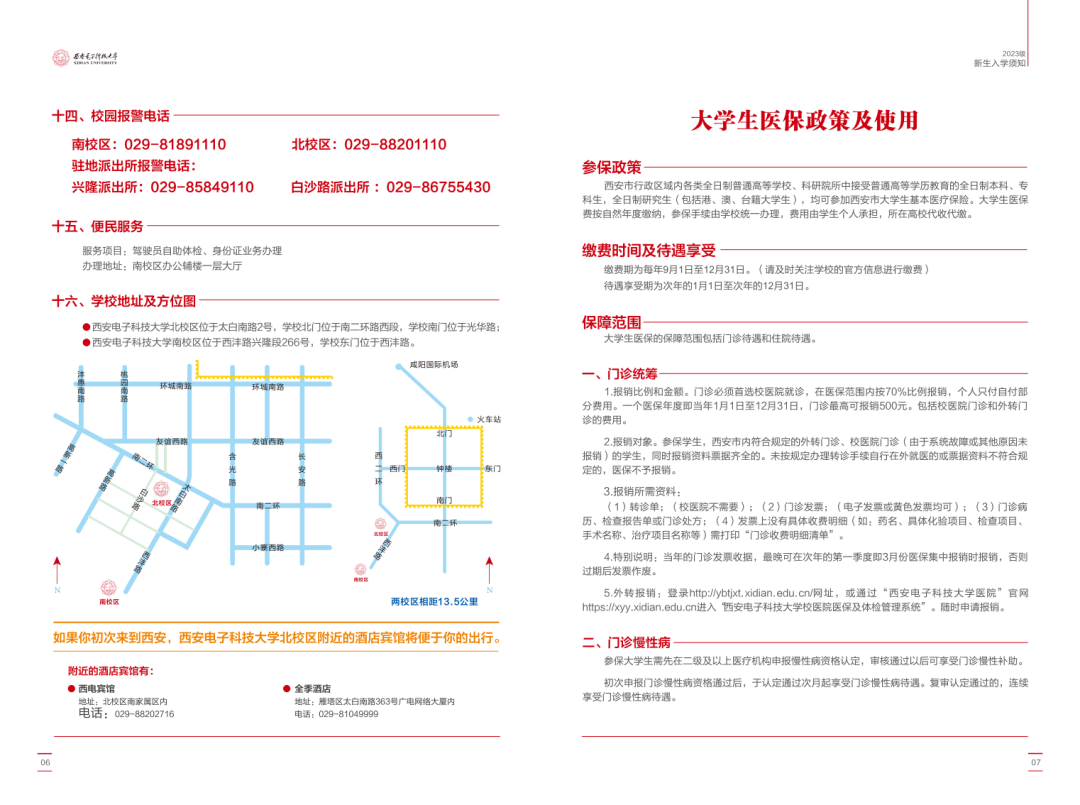 西安电子科技大学
XIDIAN UNIVERSITY
十四、校园报警电话
南校区：029-81891110
北校区：029-88201110
驻地派出所报警电话：
兴隆派出所：029-85849110
白沙路派出所：029-86755430
十五、便民服务
服务项目：驾驶员自助体检、身份证业务办理
办理地址：南校区办公辅楼一层大厅
十六、学校地址及方位图
●西安电子科技大学北校区位于太白南路2号，学校北门位于南二环路西段，学校南门位于光华路；
●西安电子科技大学南校区位于西沣路兴隆段266号，学校东门位于西沣路。
沣惠南路
桃园南路
环城南路
环城南路
友谊西路
友谊西路
高新一路
南二环
高新路
白沙路
太白南路
北校区
含光路
长安路
南二环
小寨西路
西沣路
南校区
N
咸阳国际机场
火车站
北门
西二环
西门
钟楼
东门
南门
南二环
北校区
西沣路
南校区
N
两校区相距13.5公里
如果你初次来到西安，西安电子科技大学北校区附近的酒店宾馆将便于你的出行。
附近的酒店宾馆有：
● 西电宾馆
地址：北校区南家属区内
电话：029-88202716
● 全季酒店
地址：雁塔区太白南路363号广电网络大厦内
电话：029-81049999
06
2023级
新生入学须知
大学生医保政策及使用
参保政策
西安市行政区域内各类全日制普通高等学校、科研院所中接受普通高等学历教育的全日制本科、专
科生，全日制研究生（包括港、澳、台籍大学生），均可参加西安市大学生基本医疗保险。大学生医保
费按自然年度缴纳，参保手续由学校统一办理，费用由学生个人承担，所在高校代收代缴。
缴费时间及待遇享受
缴费期为每年9月1日至12月31日。（请及时关注学校的官方信息进行缴费）
待遇享受期为次年的1月1日至次年的12月31日。
保障范围
大学生医保的保障范围包括门诊待遇和住院待遇。
一、门诊统筹
1.报销比例和金额。门诊必须首选校医院就诊，在医保范围内按70%比例报销，个人只付自付部
分费用。一个医保年度即当年1月1日至12月31日，门诊最高可报销500元。包括校医院门诊和外转门
诊的费用。
2.报销对象。参保学生，西安市内符合规定的外转门诊、校医院门诊（由于系统故障或其他原因未
报销）的学生，同时报销资料票据齐全的。未按规定办理转诊手续自行在外就医的或票据资料不符合规
定的，医保不予报销。
3.报销所需资料：
（1）转诊单；（校医院不需要）；（2）门诊发票；（电子发票或黄色发票均可）；（3）门诊病
历、检查报告单或门诊处方；（4）发票上没有具体收费明细（如：药名、具体化验项目、检查项目、
手术名称、治疗项目名称等）需打印“门诊收费明细清单”。
4.特别说明：当年的门诊发票收据，最晚可在次年的第一季度即3月份医保集中报销时报销，否则
过期后发票作废。
5.外转报销：登录http://ybtjxt.xidian.edu.cn/网址，或通过“西安电子科技大学医院”官网
https://xyy.xidian.edu.cn进入“西安电子科技大学校医院医保及体检管理系统”。随时申请报销。
二、门诊慢性病
参保大学生需先在二级及以上医疗机构申报慢性病资格认定，审核通过以后可享受门诊慢性补助。
初次申报门诊慢性病资格通过后，于认定通过次月起享受门诊慢性病待遇。复审认定通过的，连续
享受门诊慢性病待遇。
07